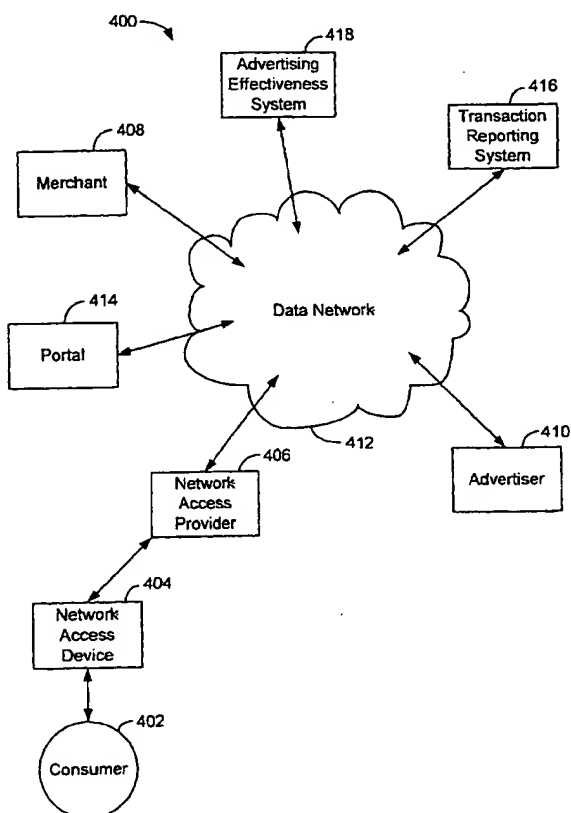 400
418
Advertising
Effectiveness
System
416
Transaction
Reporting
System
408
Merchant
414
Portal
Data Network
412
410
Advertiser
406
Network
Access
Provider
404
Network
Access
Device
402
Consumer